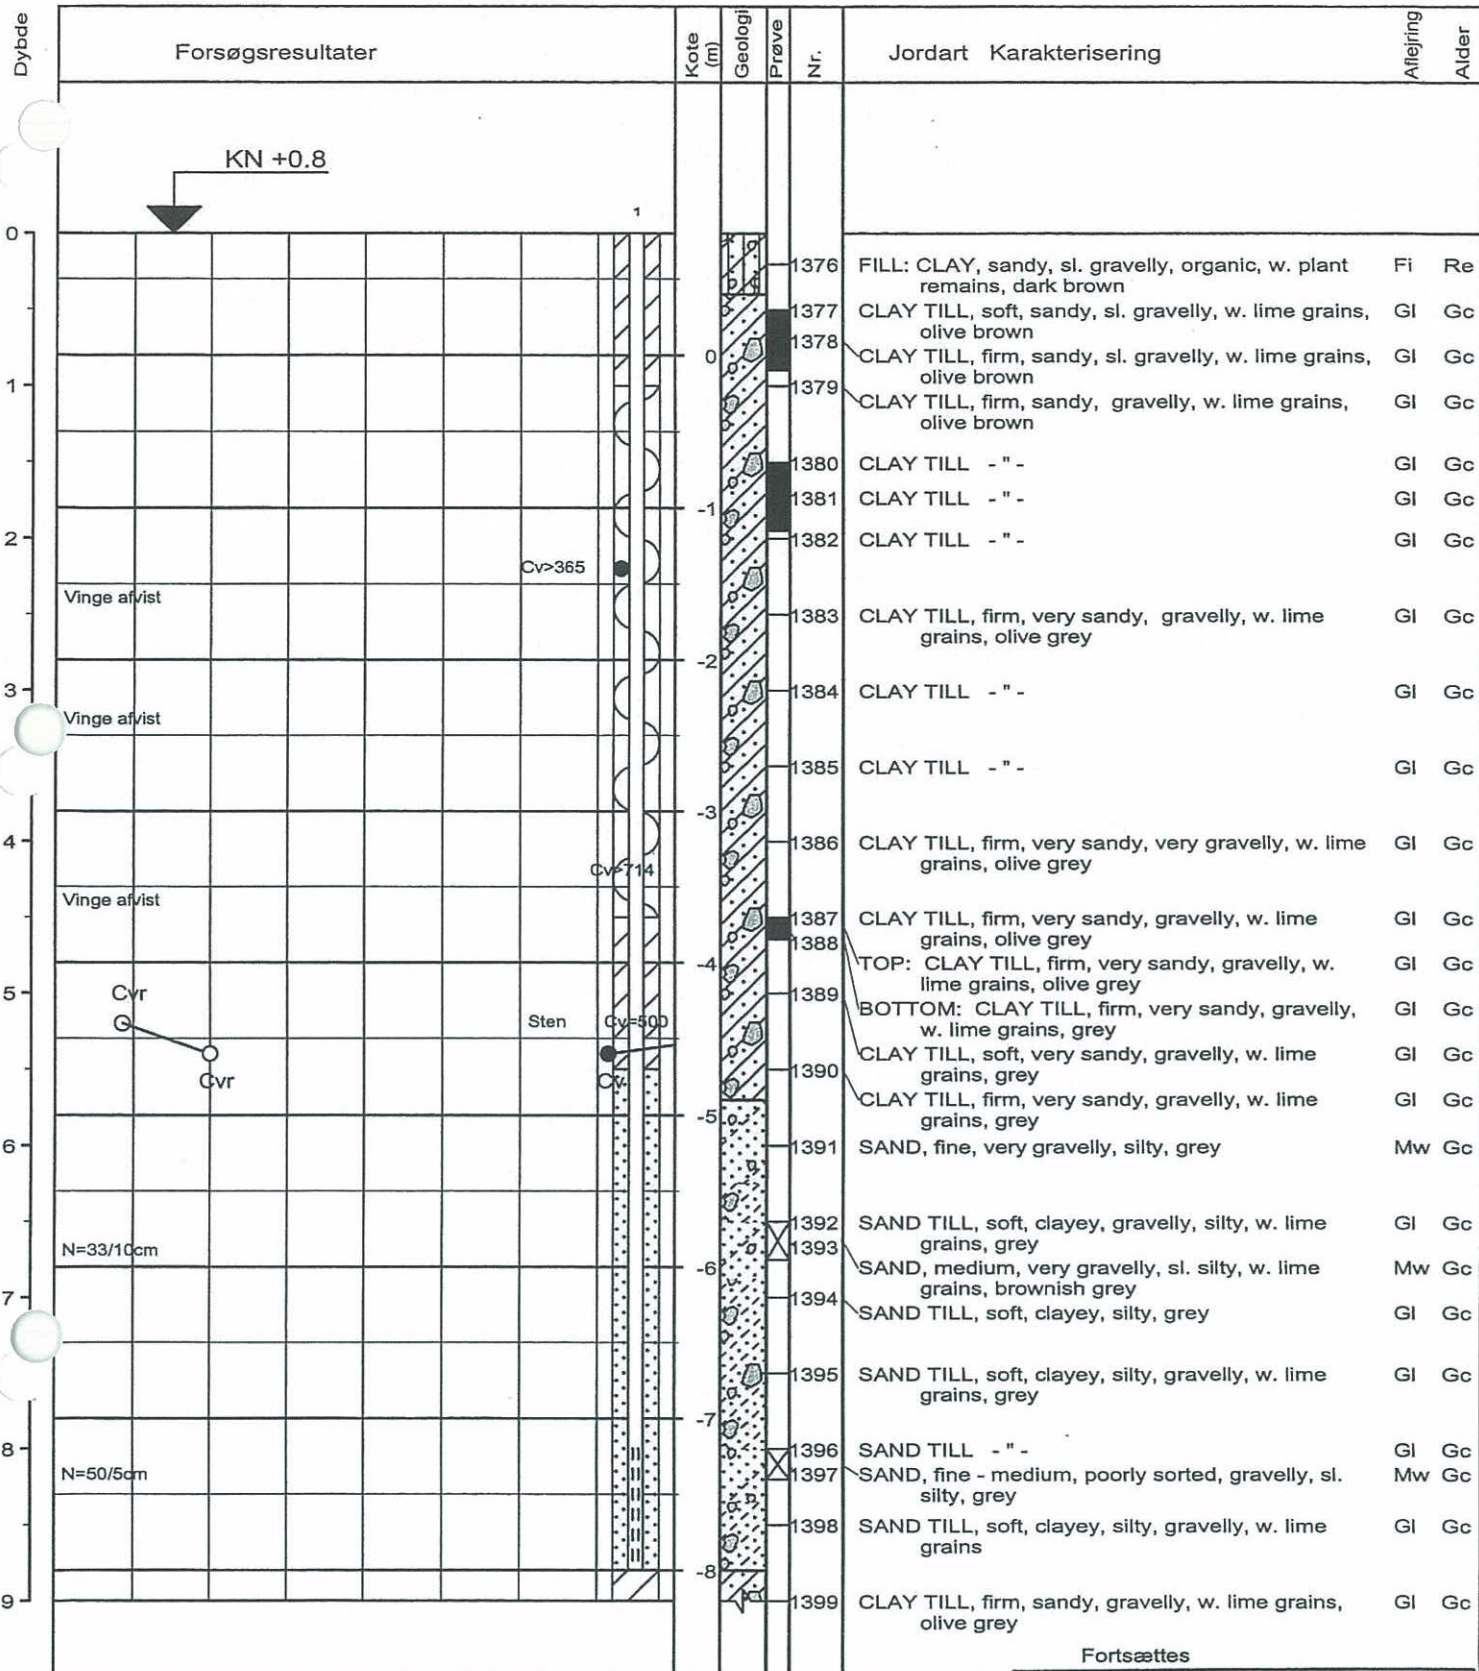 Dybde
Forsøgsresultater
Kote (m)
Geologi
Prøve
Nr.
Jordart Karakterisering
Aflejring
Alder
KN +0.8
1
0
1376 FILL: CLAY, sandy, sl. gravelly, organic, w. plant Fi Re
remains, dark brown
1377 CLAY TILL, soft, sandy, sl. gravelly, w. lime grains, Gl Gc
olive brown
1378
0 CLAY TILL, firm, sandy, sl. gravelly, w. lime grains, Gl Gc
olive brown
1 1379
CLAY TILL, firm, sandy, gravelly, w. lime grains, Gl Gc
olive brown
1380 CLAY TILL - " - Gl Gc
-1 1381 CLAY TILL - " - Gl Gc
2 1382 CLAY TILL - " - Gl Gc
Cv>365
Vinge afvist
1383 CLAY TILL, firm, very sandy, gravelly, w. lime Gl Gc
grains, olive grey
-2
3 1384 CLAY TILL - " - Gl Gc
Vinge afvist
1385 CLAY TILL - " - Gl Gc
-3
4 1386 CLAY TILL, firm, very sandy, very gravelly, w. lime Gl Gc
grains, olive grey
Cv>714
Vinge afvist
1387 CLAY TILL, firm, very sandy, gravelly, w. lime Gl Gc
grains, olive grey
1388
-4 TOP: CLAY TILL, firm, very sandy, gravelly, w. Gl Gc
lime grains, olive grey
5 Cvr 1389
BOTTOM: CLAY TILL, firm, very sandy, gravelly, Gl Gc
w. lime grains, grey
Sten Cv=500
CLAY TILL, soft, very sandy, gravelly, w. lime Gl Gc
grains, grey
Cvr Cv 1390
CLAY TILL, firm, very sandy, gravelly, w. lime Gl Gc
grains, grey
-5
6 1391 SAND, fine, very gravelly, silty, grey Mw Gc
1392 SAND TILL, soft, clayey, gravelly, silty, w. lime Gl Gc
grains, grey
N=33/10cm 1393
-6 SAND, medium, very gravelly, sl. silty, w. lime Mw Gc
grains, brownish grey
7 1394
SAND TILL, soft, clayey, silty, grey Gl Gc
1395 SAND TILL, soft, clayey, silty, gravelly, w. lime Gl Gc
grains, grey
-7
8 1396 SAND TILL - " - Gl Gc
N=50/5cm 1397 SAND, fine - medium, poorly sorted, gravelly, sl. Mw Gc
silty, grey
1398 SAND TILL, soft, clayey, silty, gravelly, w. lime Gl Gc
grains
-8
9 1399 CLAY TILL, firm, sandy, gravelly, w. lime grains, Gl Gc
olive grey
Fortsættes